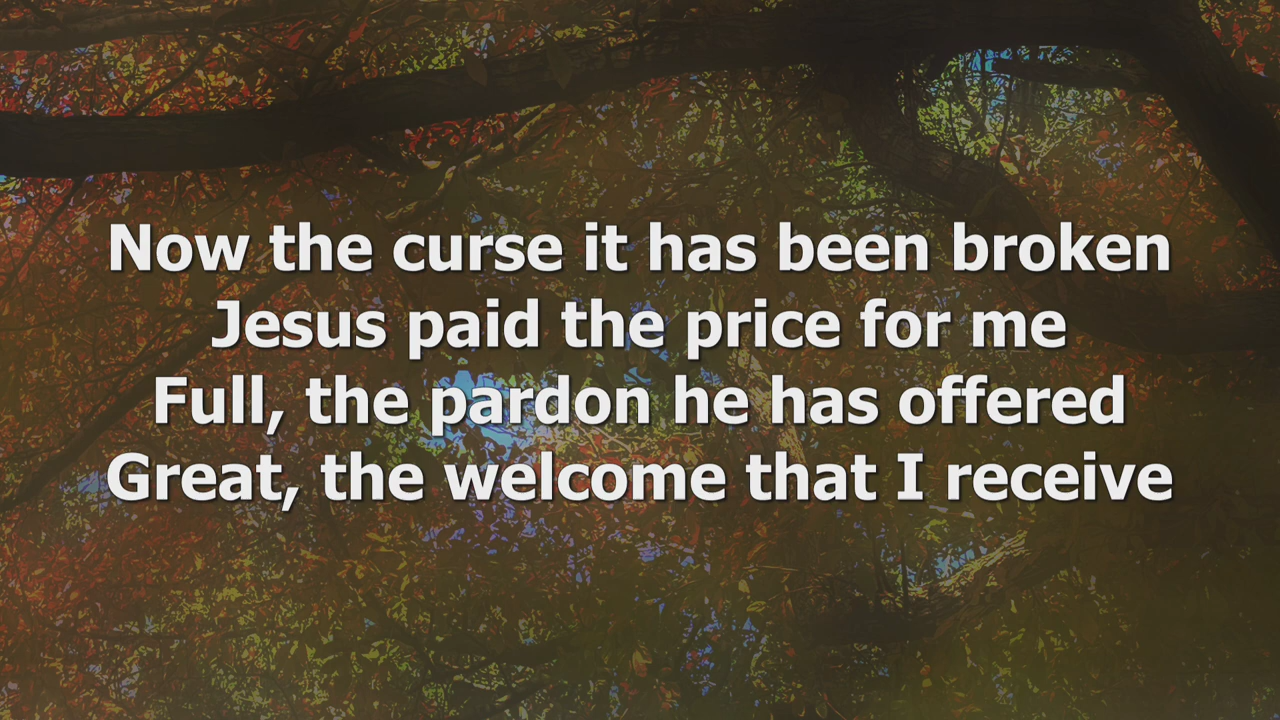 Now the curse it has been broken
Jesus paid the price for me
Full, the pardon he has offered
Great, the welcome that I receive